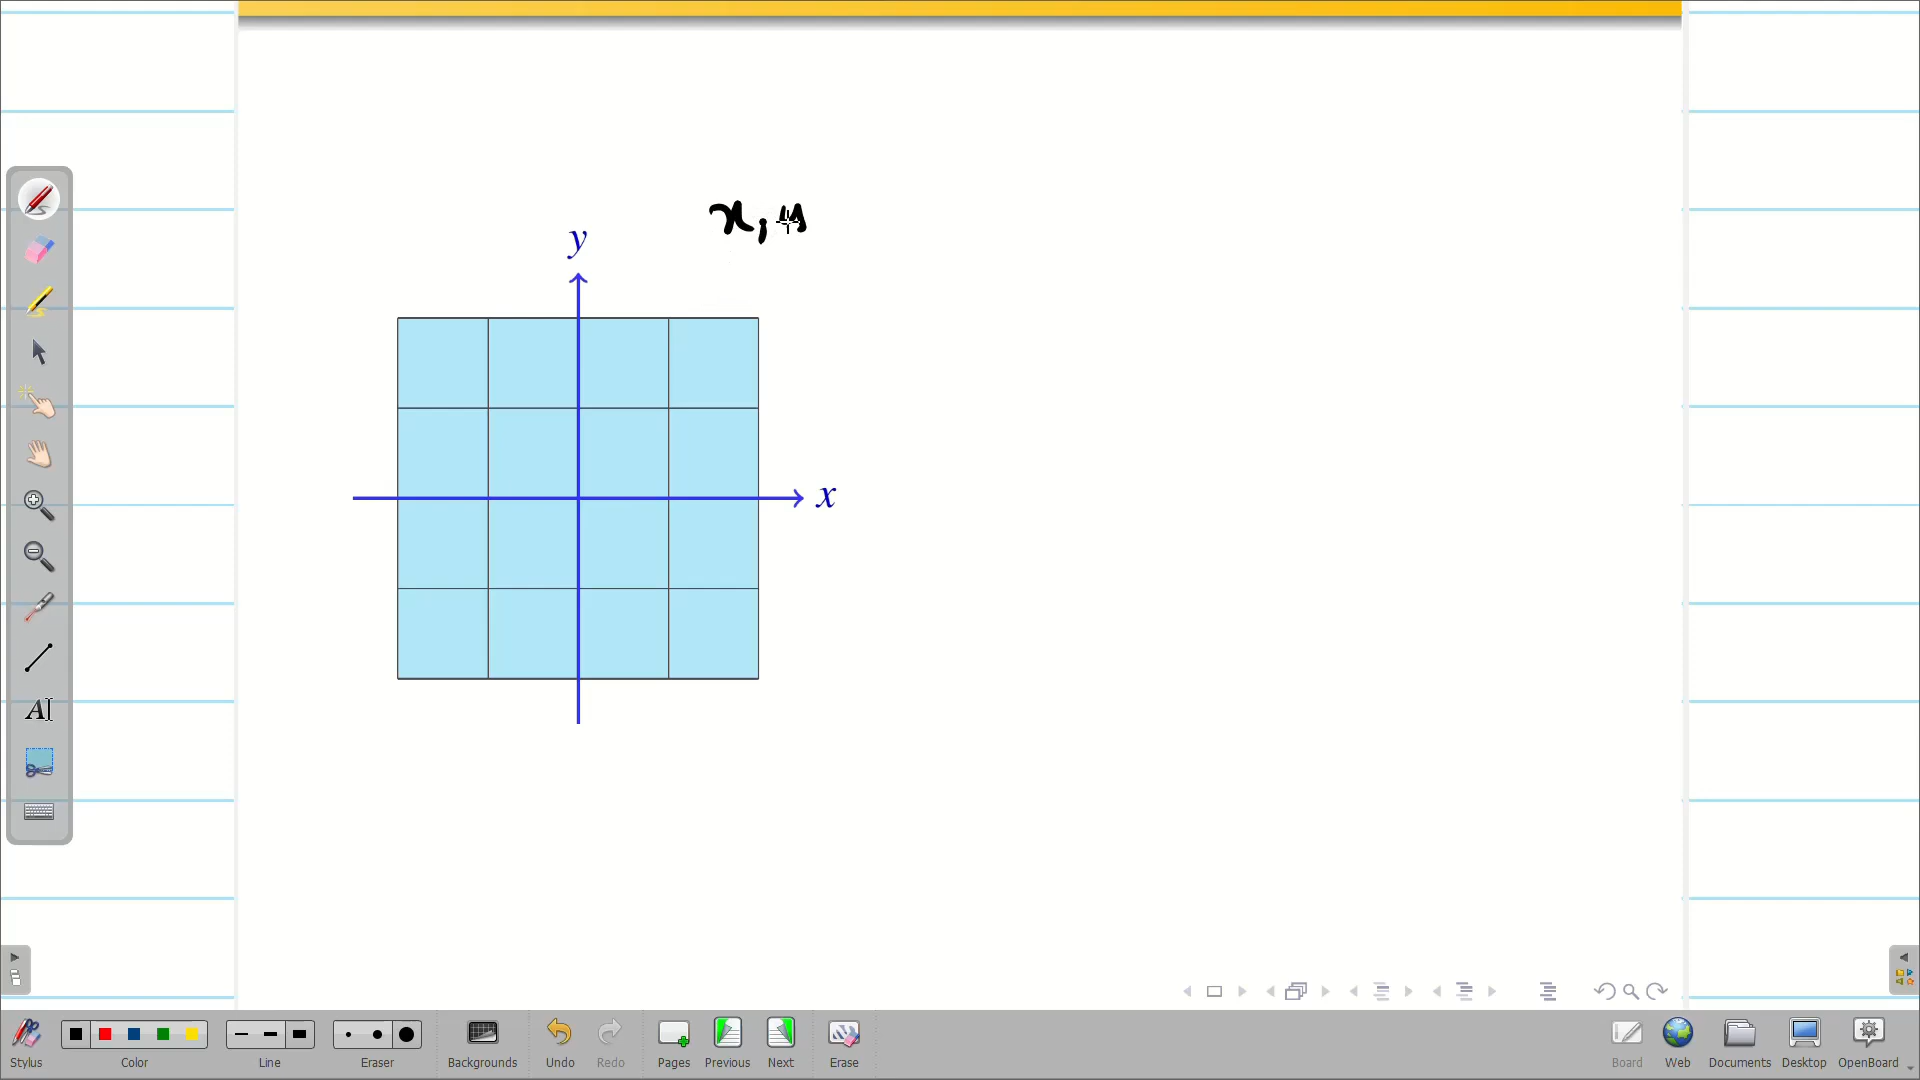 x, y
y
x
A
Stylus
Color
Line
Eraser
Backgrounds
Undo
Redo
Pages
Previous
Next
Erase
Board
Web
Documents
Desktop
OpenBoard